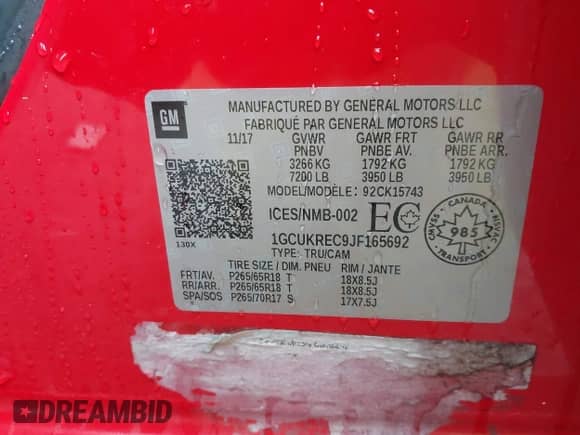 GM
MANUFACTURED BY GENERAL MOTORS LLC
FABRIQUÉ PAR GENERAL MOTORS LLC
11/17 GVWR GAWR FRT GAWR RR
PNBV PNBE AV. PNBE ARR.
3266 KG 1792 KG 1792 KG
7200 LB 3950 LB 3950 LB
MODEL/MODÈLE: 92CK15743
ICES/NMB-002 EC
130X
1GCUKREC9JF165692
TYPE: TRU/CAM
TIRE SIZE / DIM. PNEU RIM / JANTE
FRT/AV. P265/65R18 T 18X8.5J
RR/ARR. P265/65R18 T 18X8.5J
SPA/SOS P265/70R17 S 17X7.5J
CANADA
CMVSS 985 NSVAC
TRANSPORT
DREAMBID